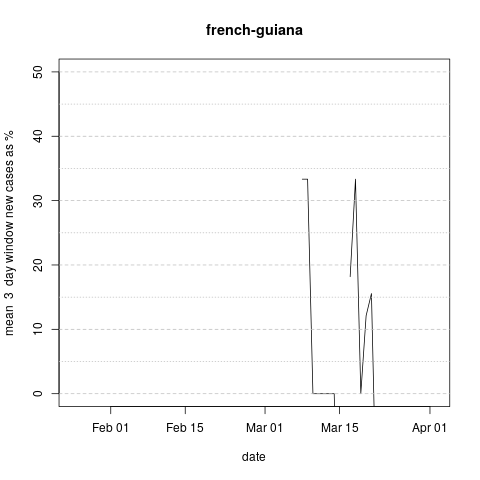 french-guiana
mean 3 day window new cases as %
50
40
30
20
10
0
Feb 01
Feb 15
Mar 01
Mar 15
Apr 01
date